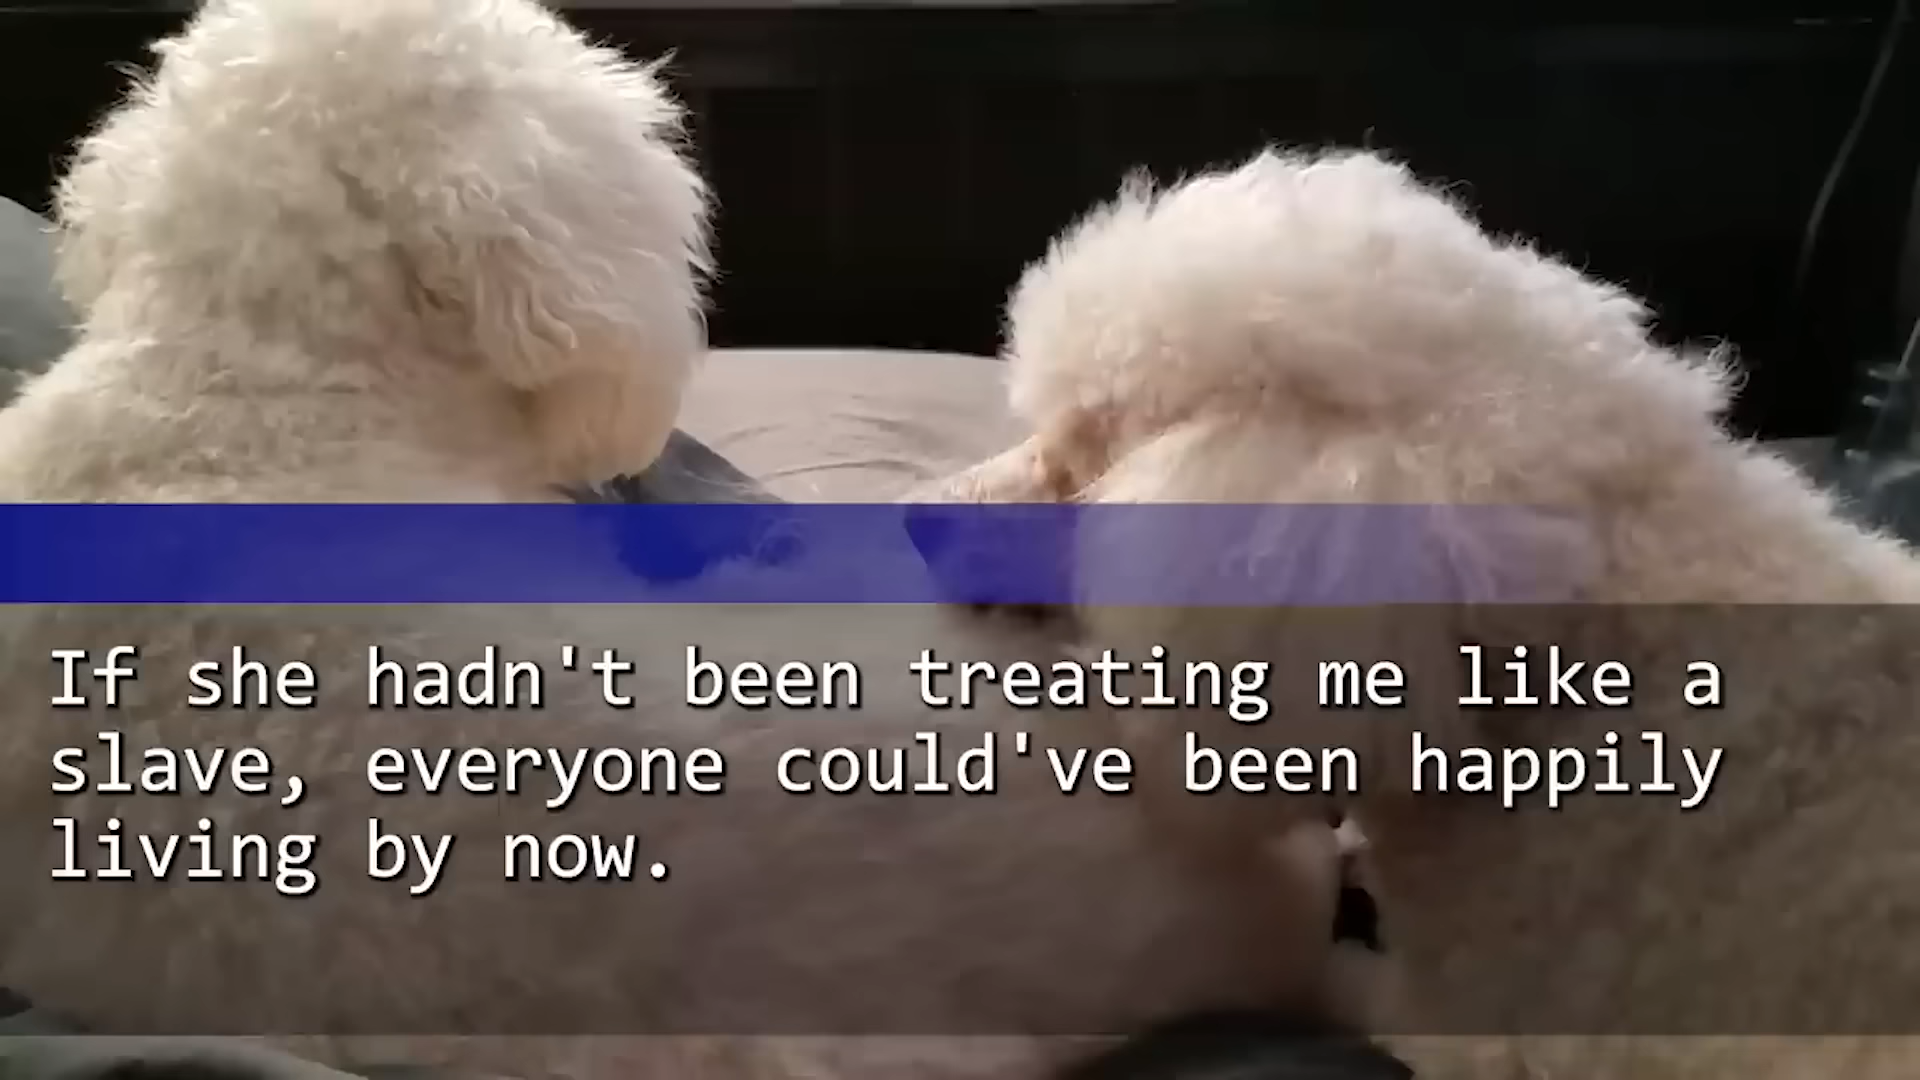 If she hadn't been treating me like a
slave, everyone could've been happily
living by now.